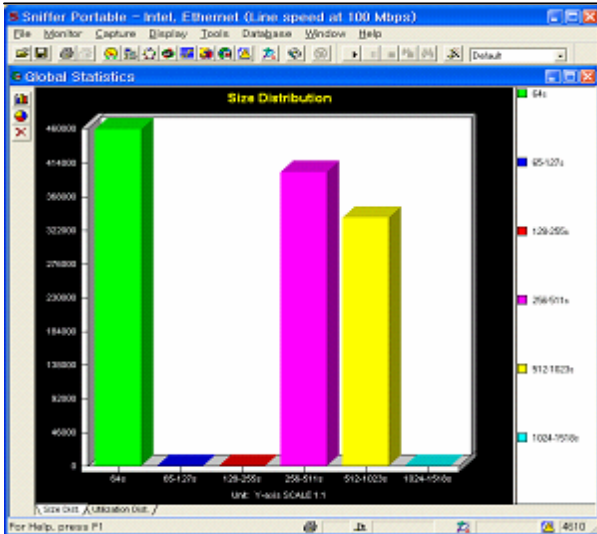 Sniffer Portable - Intel, Ethernet (Line speed at 100 Mbps)
File Monitor Capture Display Tools Database Window Help
Default
Global Statistics
Size Distribution
460000
414000
368000
322000
276000
230000
184000
138000
92000
46000
0
64s 65-127s 128-255s 256-511s 512-1023s 1024-1518s
Unit: Y-axis SCALE 1:1
64s
65-127s
128-255s
256-511s
512-1023s
1024-1518s
Size Dist. Utilization Dist.
For Help, press F1
4610